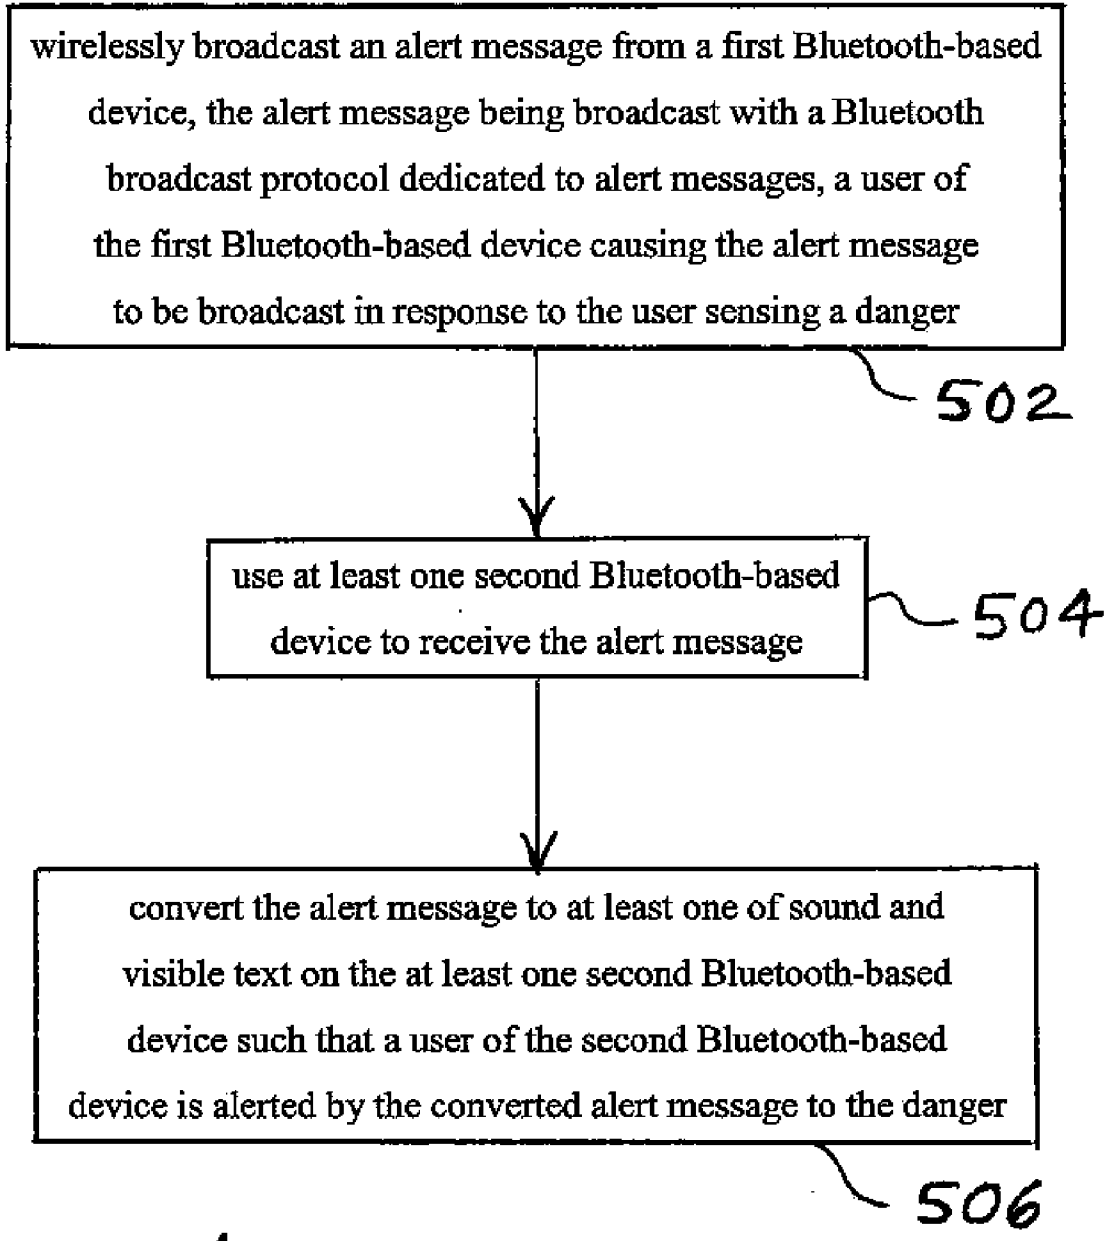 wirelessly broadcast an alert message from a first Bluetooth-based
device, the alert message being broadcast with a Bluetooth
broadcast protocol dedicated to alert messages, a user of
the first Bluetooth-based device causing the alert message
to be broadcast in response to the user sensing a danger
502
use at least one second Bluetooth-based
device to receive the alert message
504
convert the alert message to at least one of sound and
visible text on the at least one second Bluetooth-based
device such that a user of the second Bluetooth-based
device is alerted by the converted alert message to the danger
506